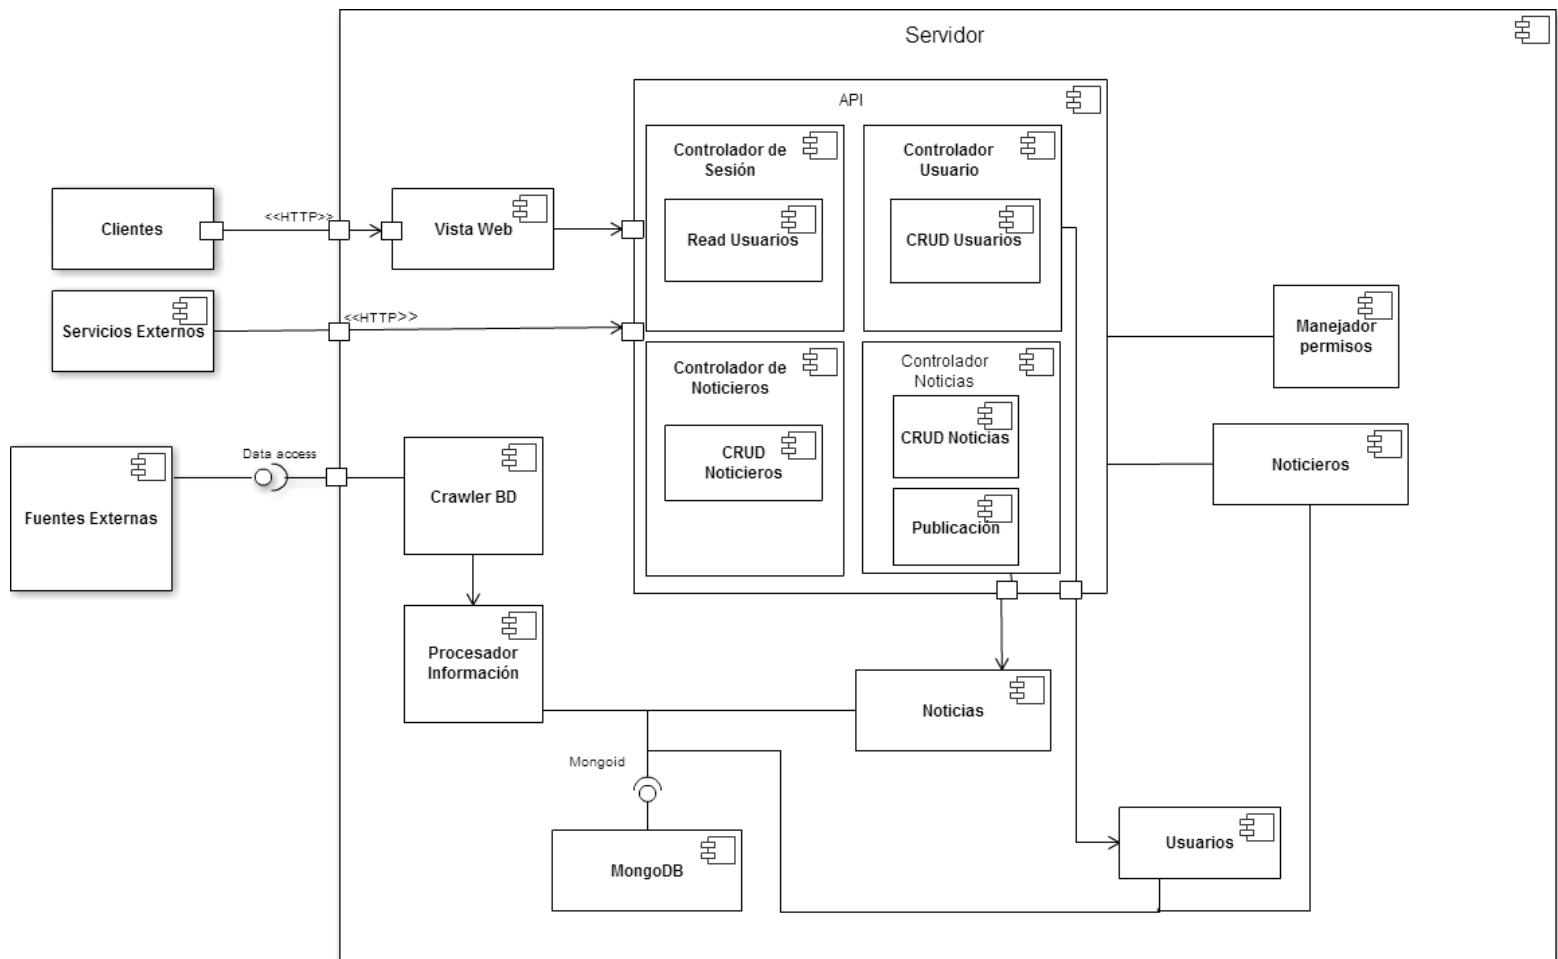 Servidor
API
Controlador de
Sesión
Read Usuarios
Controlador
Usuario
CRUD Usuarios
Clientes
<<HTTP>>
Vista Web
Servicios Externos
<<HTTP>>
Controlador de
Noticieros
CRUD
Noticieros
Controlador
Noticias
CRUD Noticias
Publicación
Manejador
permisos
Noticieros
Fuentes Externas
Data access
Crawler BD
Procesador
Información
Noticias
Mongoid
MongoDB
Usuarios